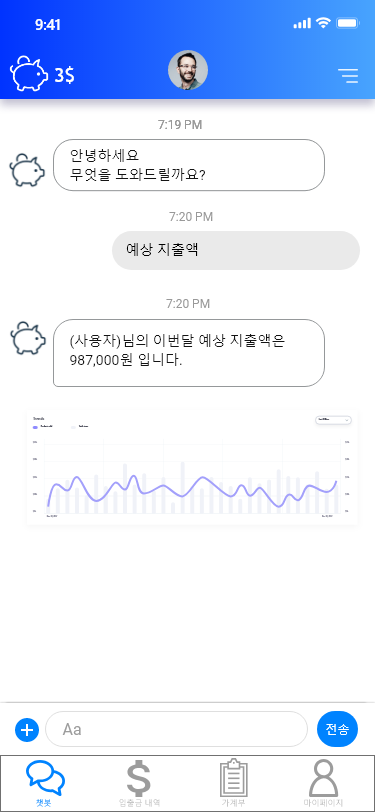 9:41
3$
7:19 PM
안녕하세요
무엇을 도와드릴까요?
7:20 PM
예상 지출액
7:20 PM
(사용자)님의 이번달 예상 지출액은
987,000원 입니다.
Aa
전송
챗봇
입출금 내역
가계부
마이페이지